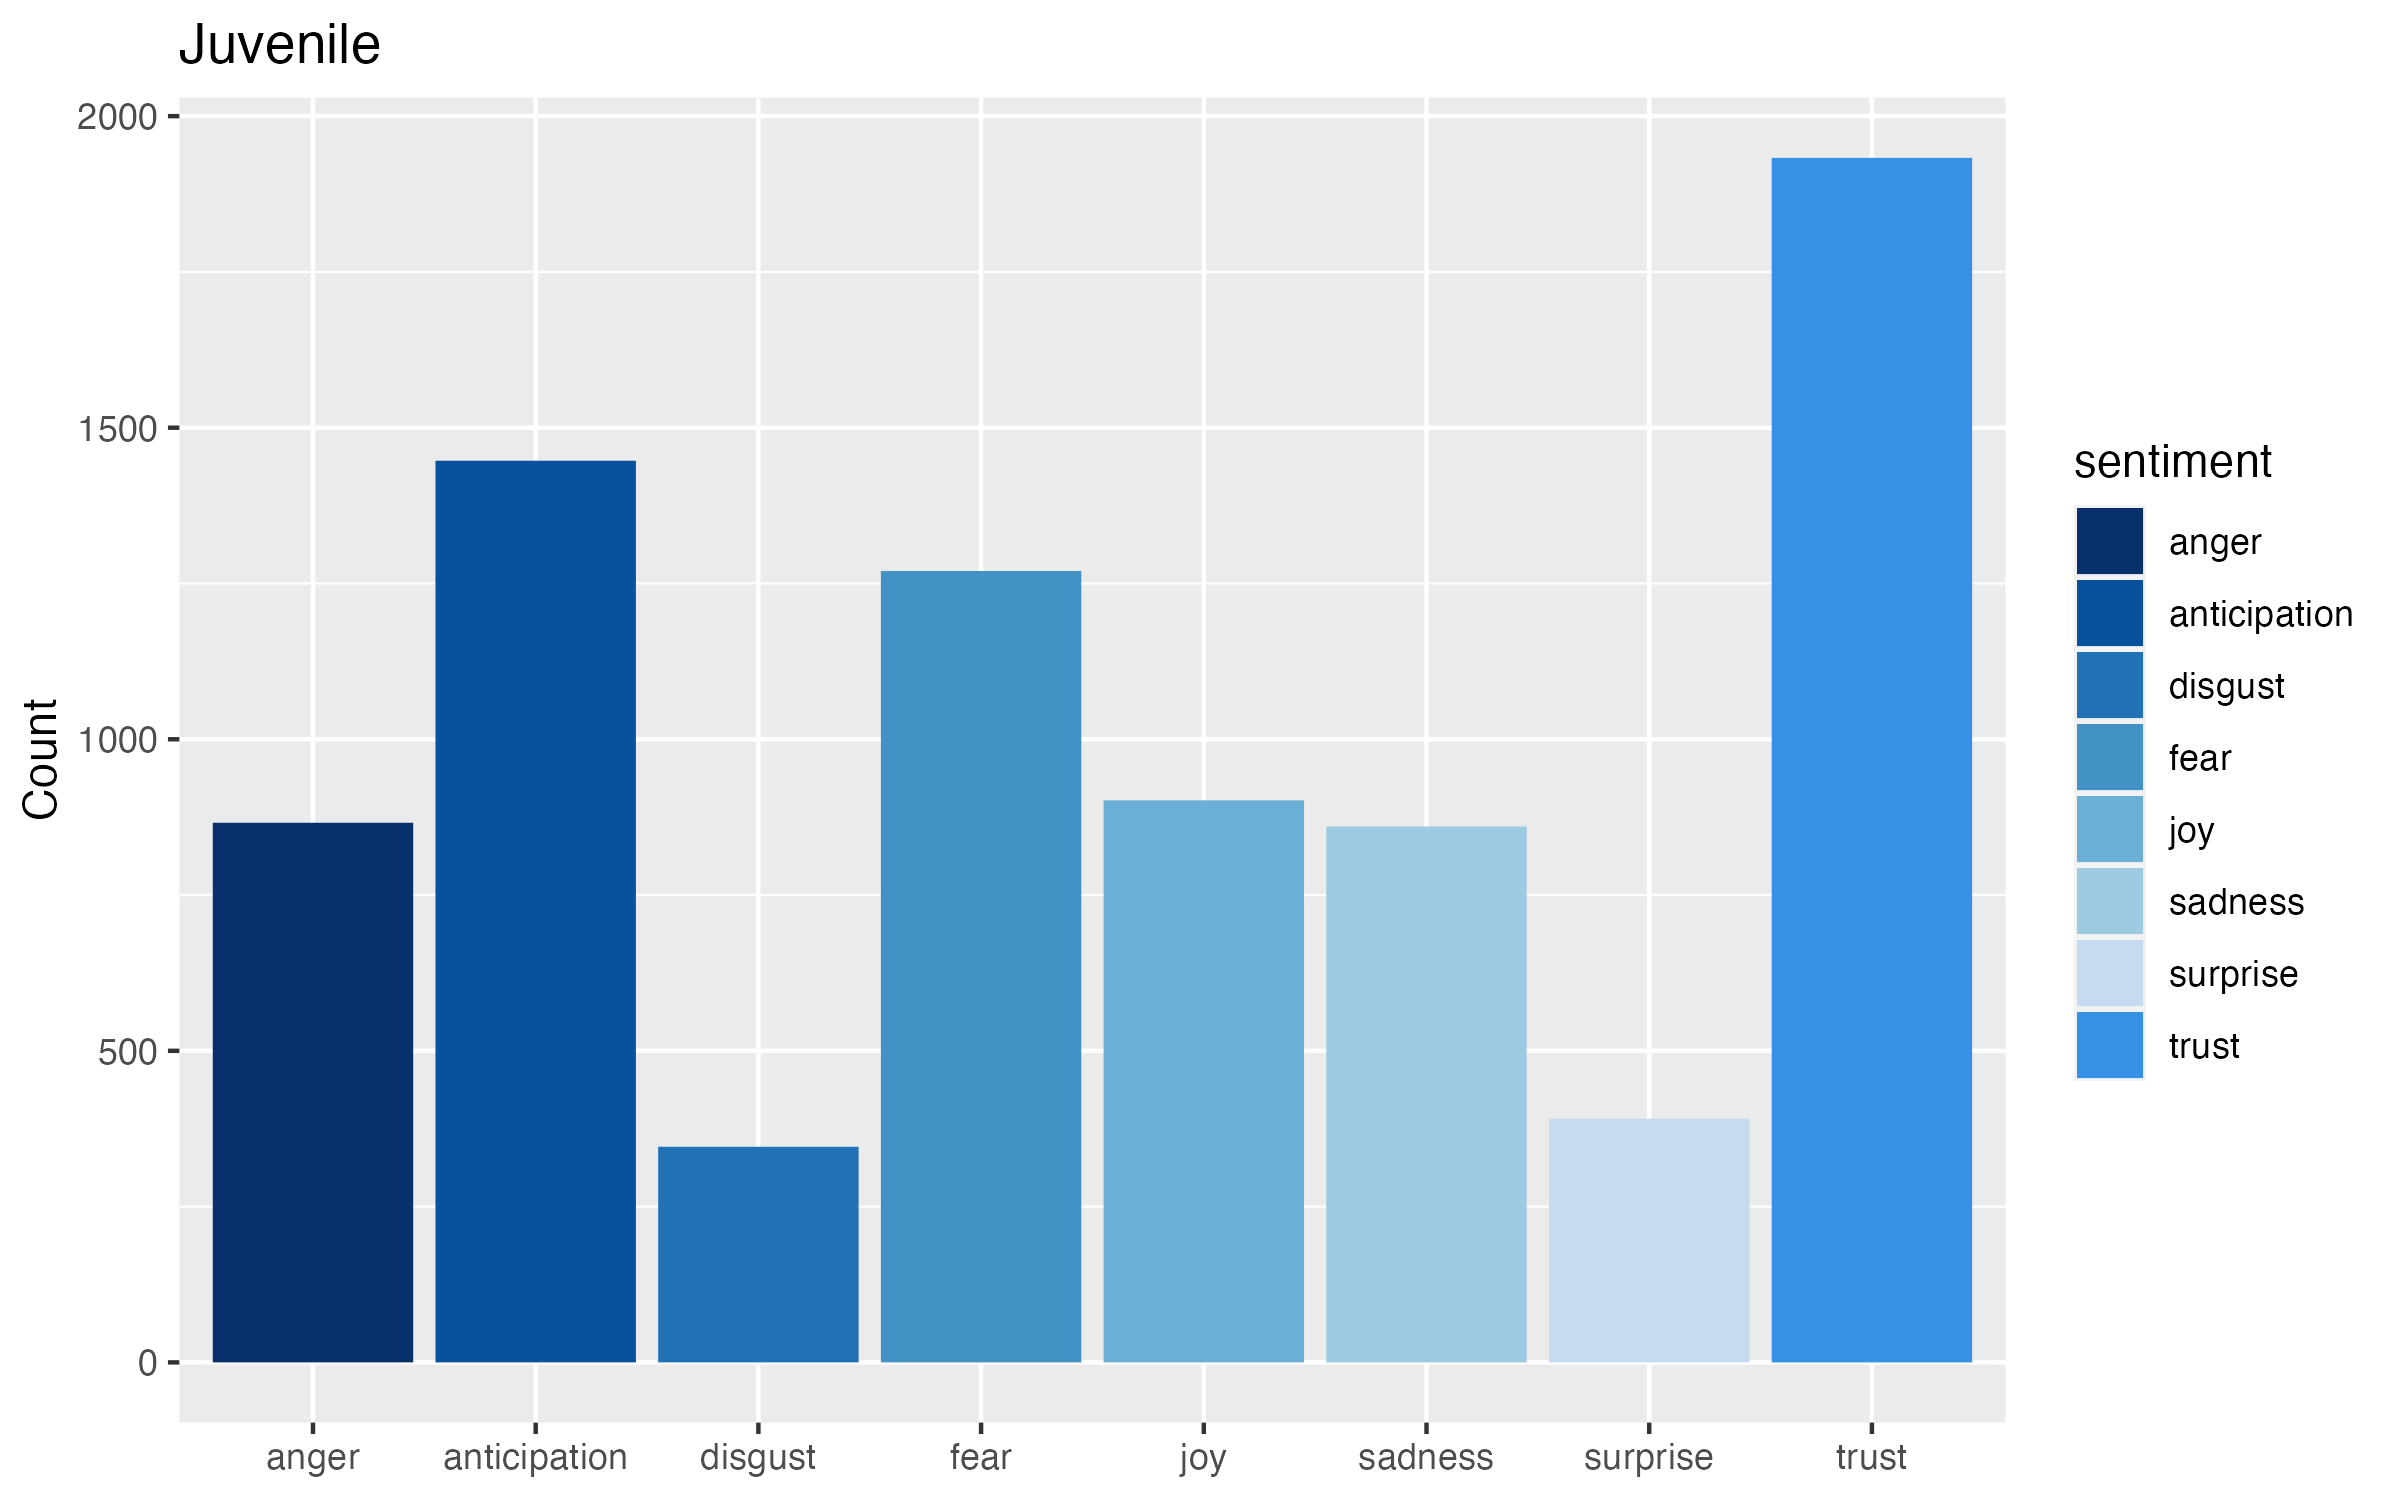 Juvenile
Count
2000
1500
1000
500
0
anger
anticipation
disgust
fear
joy
sadness
surprise
trust
sentiment
anger
anticipation
disgust
fear
joy
sadness
surprise
trust